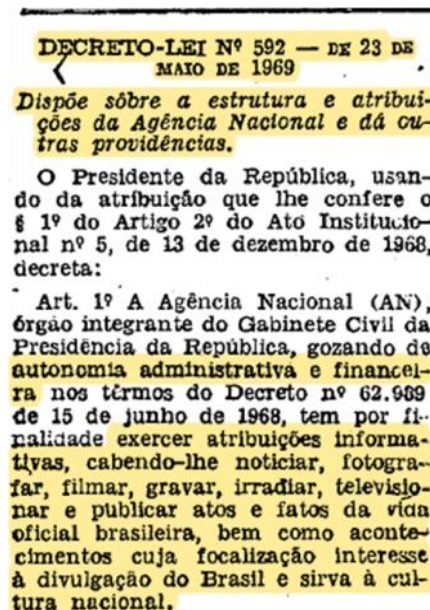 DECRETO-LEI Nº 592 — DE 23 DE
MAIO DE 1969
Dispõe sôbre a estrutura e atribui-
ções da Agência Nacional e dá ou-
tras providências.
O Presidente da República, usan-
do da atribuição que lhe confere o
§ 1º do Artigo 2º do Ato Institucio-
nal nº 5, de 13 de dezembro de 1968,
decreta:
Art. 1º A Agência Nacional (AN),
órgão integrante do Gabinete Civil da
Presidência da República, gozando de
autonomia administrativa e financei-
ra nos têrmos do Decreto nº 62.989
de 15 de junho de 1968, tem por fi-
nalidade exercer atribuições informa-
tivas, cabendo-lhe noticiar, fotogra-
far, filmar, gravar, irradiar, televisio-
nar e publicar atos e fatos da vida
oficial brasileira, bem como aconte-
cimentos cuja focalização interesse
à divulgação do Brasil e sirva à cul-
tura nacional.